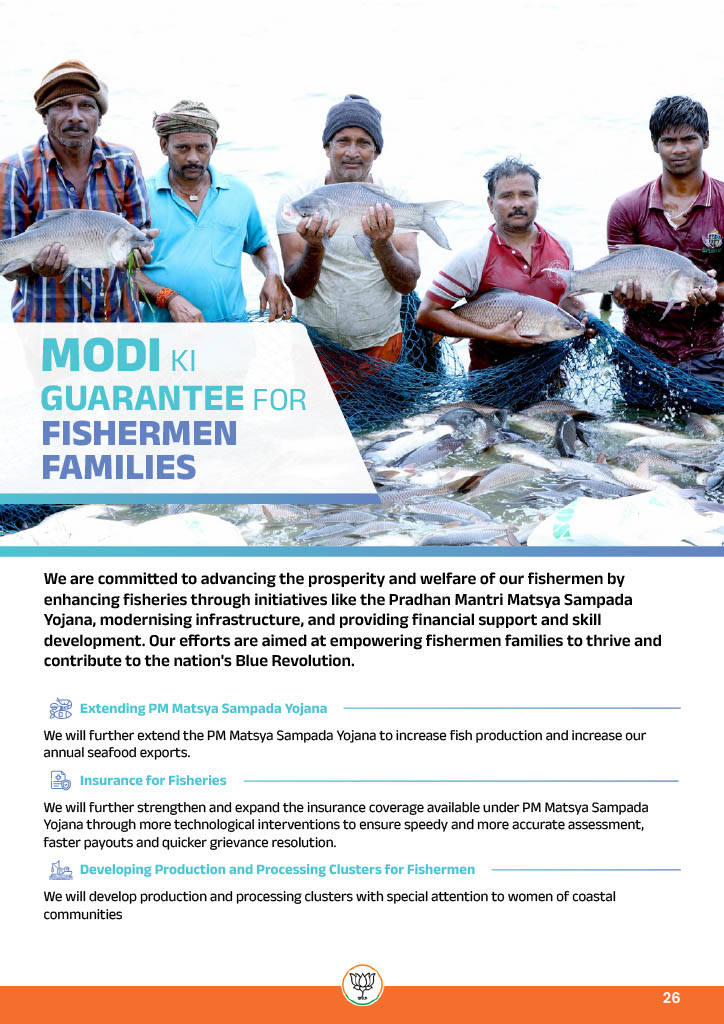 MODI KI
GUARANTEE FOR
FISHERMEN
FAMILIES
We are committed to advancing the prosperity and welfare of our fishermen by
enhancing fisheries through initiatives like the Pradhan Mantri Matsya Sampada
Yojana, modernising infrastructure, and providing financial support and skill
development. Our efforts are aimed at empowering fishermen families to thrive and
contribute to the nation's Blue Revolution.
Extending PM Matsya Sampada Yojana
We will further extend the PM Matsya Sampada Yojana to increase fish production and increase our
annual seafood exports.
Insurance for Fisheries
We will further strengthen and expand the insurance coverage available under PM Matsya Sampada
Yojana through more technological interventions to ensure speedy and more accurate assessment,
faster payouts and quicker grievance resolution.
Developing Production and Processing Clusters for Fishermen
We will develop production and processing clusters with special attention to women of coastal
communities
26